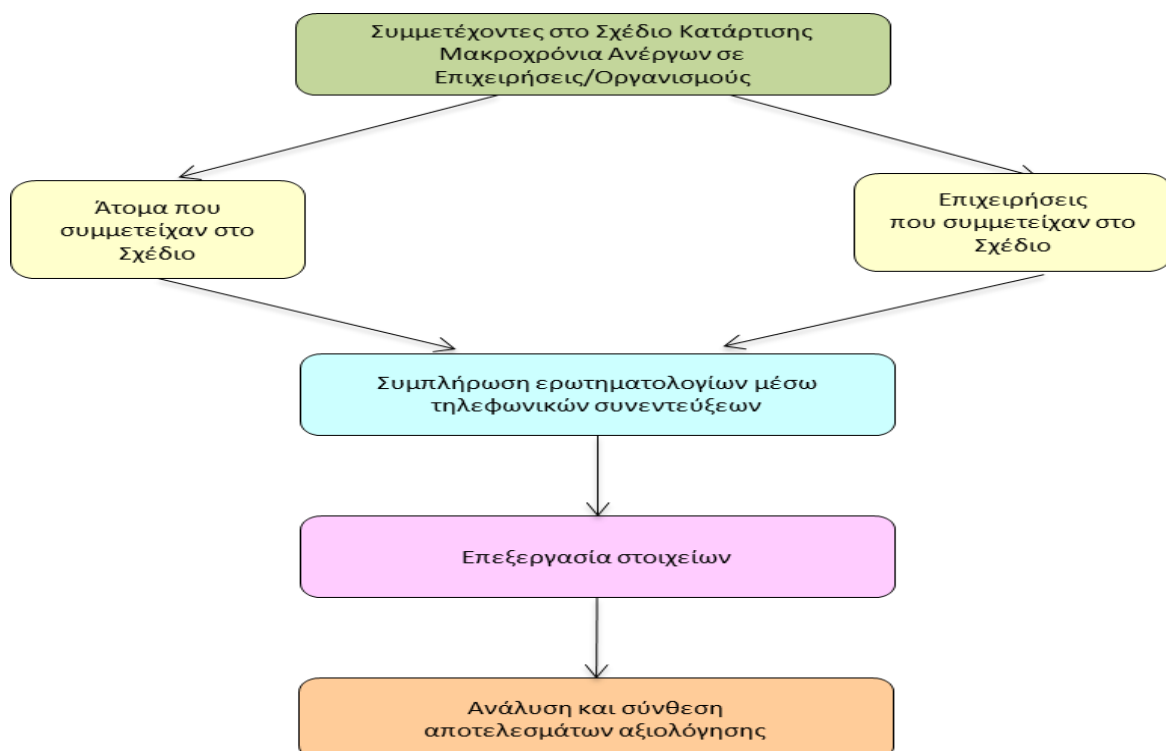 Συμμετέχοντες στο Σχέδιο Κατάρτισης
Μακροχρόνια Ανέργων σε
Επιχειρήσεις/Οργανισμούς
Άτομα που
συμμετείχαν στο
Σχέδιο
Επιχειρήσεις
που συμμετείχαν στο
Σχέδιο
Συμπλήρωση ερωτηματολογίων μέσω
τηλεφωνικών συνεντεύξεων
Επεξεργασία στοιχείων
Ανάλυση και σύνθεση
αποτελεσμάτων αξιολόγησης